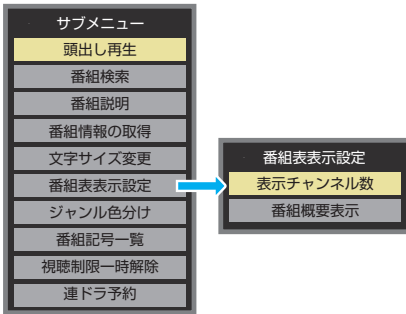 サブメニュー
頭出し再生
番組検索
番組説明
番組情報の取得
文字サイズ変更
番組表表示設定
ジャンル色分け
番組記号一覧
視聴制限一時解除
連ドラ予約
番組表表示設定
表示チャンネル数
番組概要表示